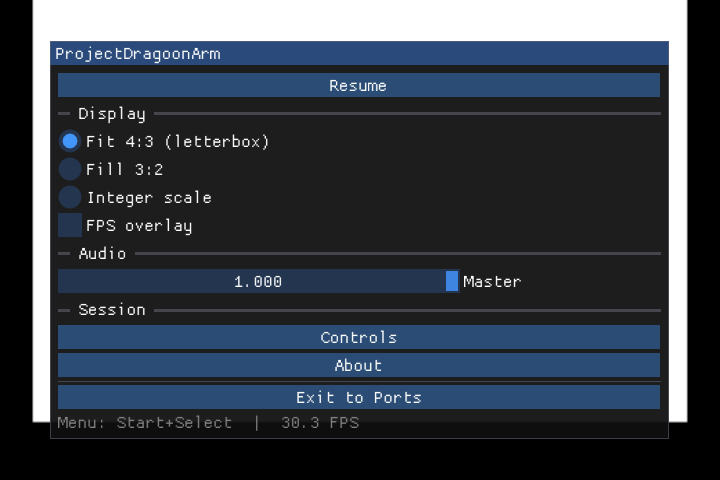 ProjectDragoonArm
Resume
Display
Fit 4:3 (letterbox)
Fill 3:2
Integer scale
FPS overlay
Audio
1.000 Master
Session
Controls
About
Exit to Ports
Menu: Start+Select | 30.3 FPS